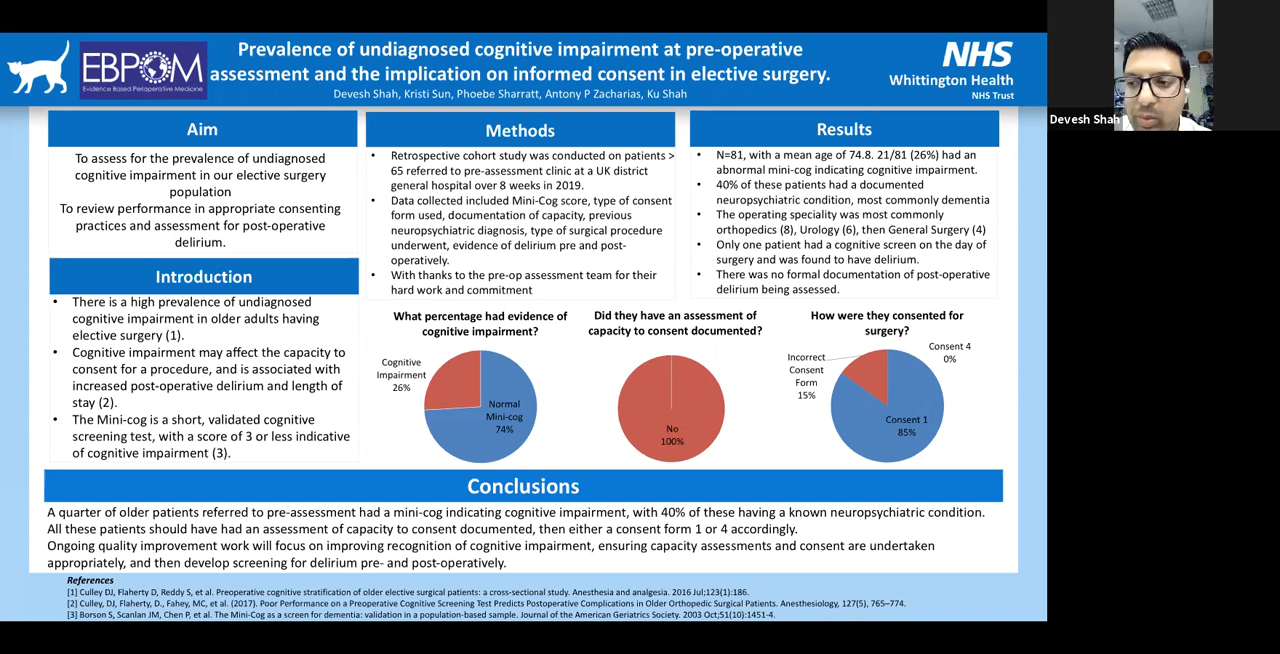 Prevalence of undiagnosed cognitive impairment at pre-operative
assessment and the implication on informed consent in elective surgery.
Devesh Shah, Kristi Sun, Phoebe Sharratt, Antony P Zacharias, Ku Shah
EBPOM
Evidence Based Perioperative Medicine
NHS
Whittington Health
NHS Trust
Devesh Shah
Aim
To assess for the prevalence of undiagnosed
cognitive impairment in our elective surgery
population
To review performance in appropriate consenting
practices and assessment for post-operative
delirium.
Introduction
• There is a high prevalence of undiagnosed
cognitive impairment in older adults having
elective surgery (1).
• Cognitive impairment may affect the capacity to
consent for a procedure, and is associated with
increased post-operative delirium and length of
stay (2).
• The Mini-cog is a short, validated cognitive
screening test, with a score of 3 or less indicative
of cognitive impairment (3).
Methods
• Retrospective cohort study was conducted on patients >
65 referred to pre-assessment clinic at a UK district
general hospital over 8 weeks in 2019.
• Data collected included Mini-Cog score, type of consent
form used, documentation of capacity, previous
neuropsychiatric diagnosis, type of surgical procedure
underwent, evidence of delirium pre and post-
operatively.
• With thanks to the pre-op assessment team for their
hard work and commitment
Results
• N=81, with a mean age of 74.8. 21/81 (26%) had an
abnormal mini-cog indicating cognitive impairment.
• 40% of these patients had a documented
neuropsychiatric condition, most commonly dementia
• The operating speciality was most commonly
orthopedics (8), Urology (6), then General Surgery (4)
• Only one patient had a cognitive screen on the day of
surgery and was found to have delirium.
• There was no formal documentation of post-operative
delirium being assessed.
What percentage had evidence of
cognitive impairment?
Cognitive
Impairment
26%
Normal
Mini-cog
74%
Did they have an assessment of
capacity to consent documented?
No
100%
How were they consented for
surgery?
Consent 4
0%
Incorrect
Consent
Form
15%
Consent 1
85%
Conclusions
A quarter of older patients referred to pre-assessment had a mini-cog indicating cognitive impairment, with 40% of these having a known neuropsychiatric condition.
All these patients should have had an assessment of capacity to consent documented, then either a consent form 1 or 4 accordingly.
Ongoing quality improvement work will focus on improving recognition of cognitive impairment, ensuring capacity assessments and consent are undertaken
appropriately, and then develop screening for delirium pre- and post-operatively.
References
[1] Culley DJ, Flaherty D, Reddy S, et al. Preoperative cognitive stratification of older elective surgical patients: a cross-sectional study. Anesthesia and analgesia. 2016 Jul;123(1):186.
[2] Culley, DJ, Flaherty, D., Fahey, MC, et al. (2017). Poor Performance on a Preoperative Cognitive Screening Test Predicts Postoperative Complications in Older Orthopedic Surgical Patients. Anesthesiology, 127(5), 765–774.
[3] Borson S, Scanlan JM, Chen P, et al. The Mini-Cog as a screen for dementia: validation in a population-based sample. Journal of the American Geriatrics Society. 2003 Oct;51(10):1451-4.